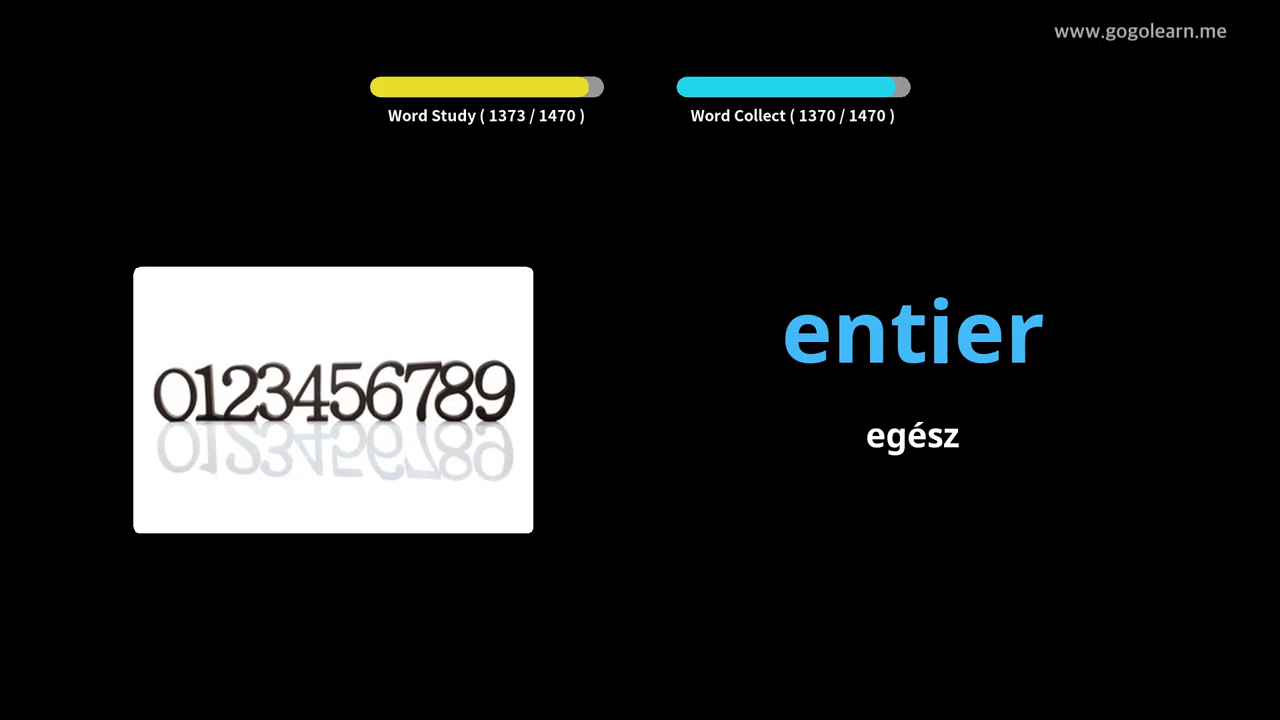 www.gogolearn.me
Word Study ( 1373 / 1470 )
Word Collect ( 1370 / 1470 )
0123456789
entier
egész